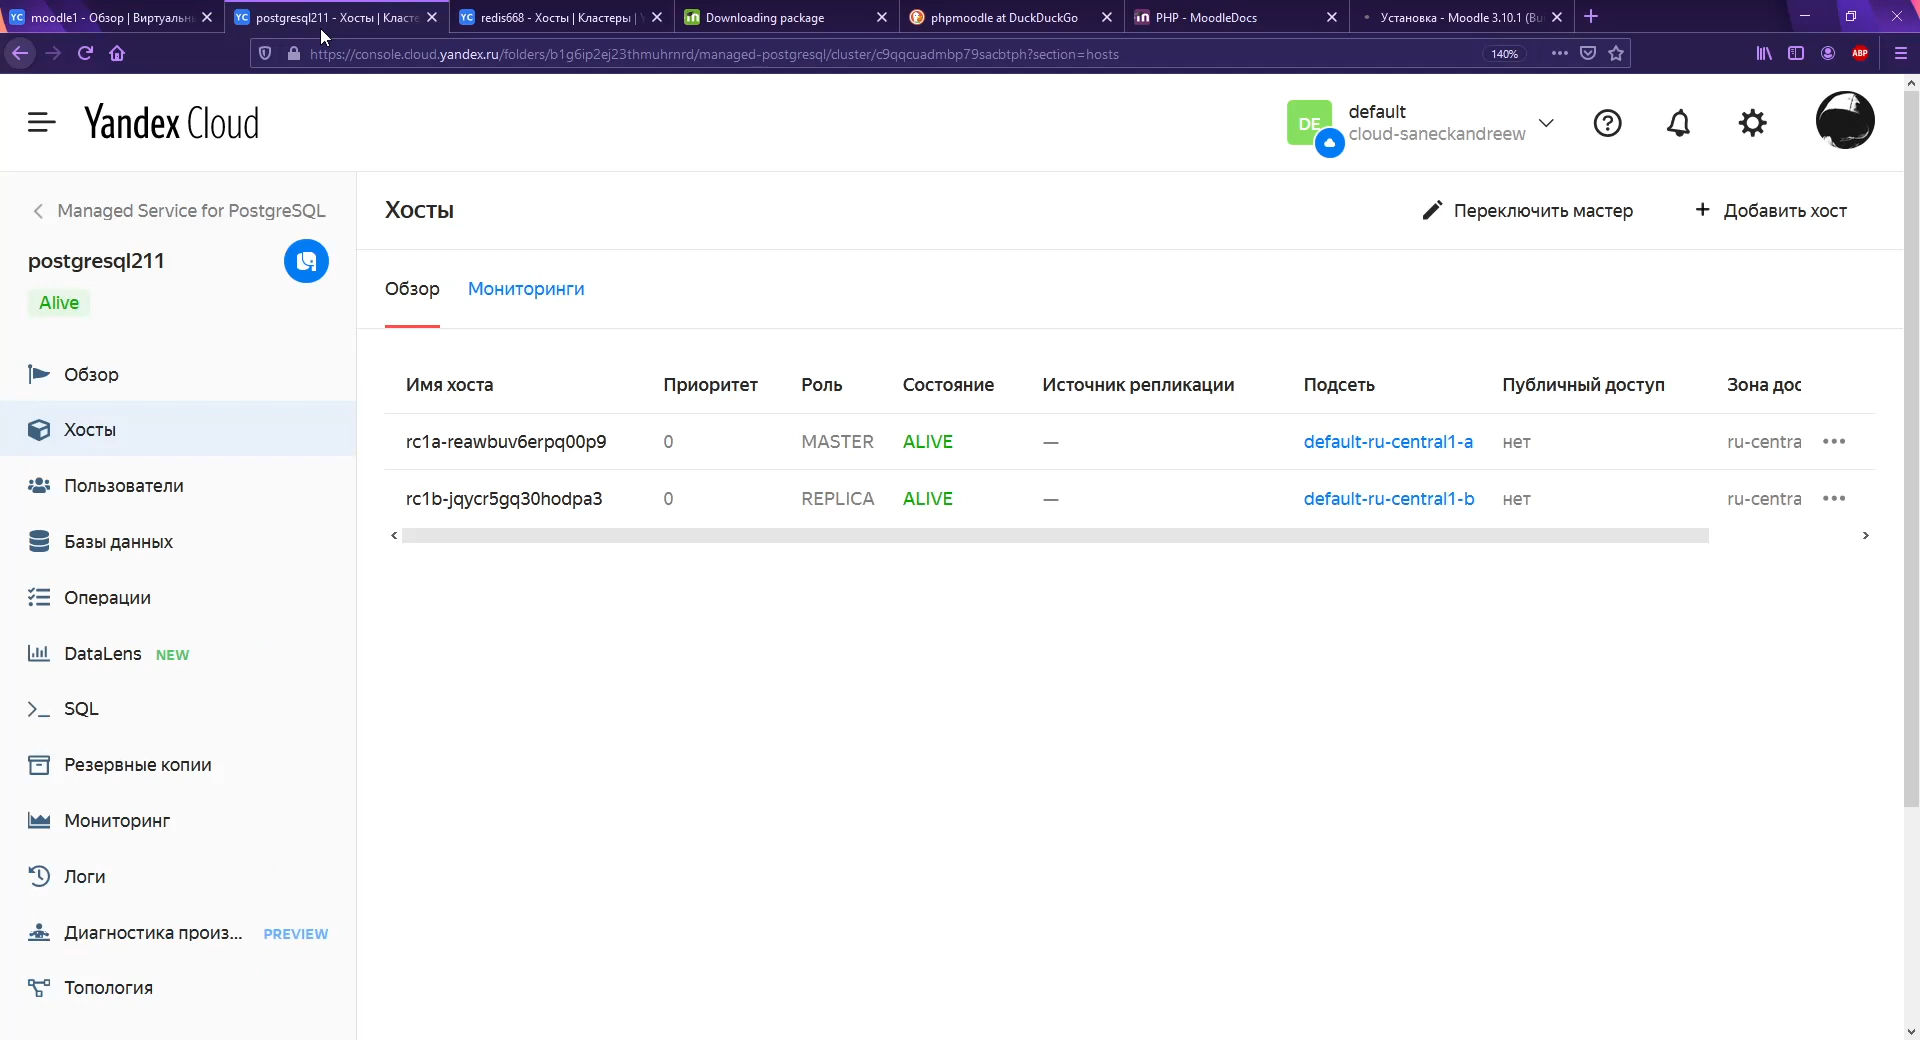 moodle1 - Обзор | Виртуальн
postgresql211 - Хосты | Класте
redis668 - Хосты | Кластеры |
Downloading package
phpmoodle at DuckDuckGo
PHP - MoodleDocs
Установка - Moodle 3.10.1 (Bu
https://console.cloud.yandex.ru/folders/b1g6ip2ej23thmuhrnrd/managed-postgresql/cluster/c9qqcuadmbp79sacbtph?section=hosts
140%
ABP
Yandex Cloud
DE
default
cloud-saneckandreew
Managed Service for PostgreSQL
postgresql211
Alive
Обзор
Хосты
Пользователи
Базы данных
Операции
DataLens NEW
SQL
Резервные копии
Мониторинг
Логи
Диагностика произ... PREVIEW
Топология
Хосты
Переключить мастер
+ Добавить хост
Обзор
Мониторинги
Имя хоста Приоритет Роль Состояние Источник репликации Подсеть Публичный доступ Зона дос
rc1a-reawbuv6erpq00p9 0 MASTER ALIVE — default-ru-central1-a нет ru-centra
rc1b-jqycr5gq30hodpa3 0 REPLICA ALIVE — default-ru-central1-b нет ru-centra